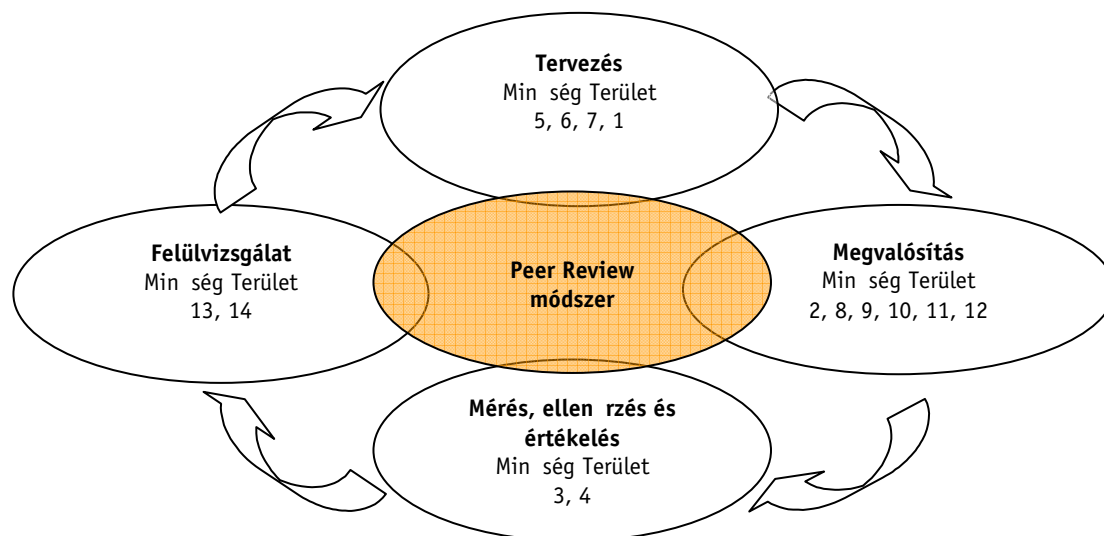 Tervezés
Min ség Terület
5, 6, 7, 1
Felülvizsgálat
Min ség Terület
13, 14
Peer Review
módszer
Megvalósítás
Min ség Terület
2, 8, 9, 10, 11, 12
Mérés, ellen rzés és
értékelés
Min ség Terület
3, 4